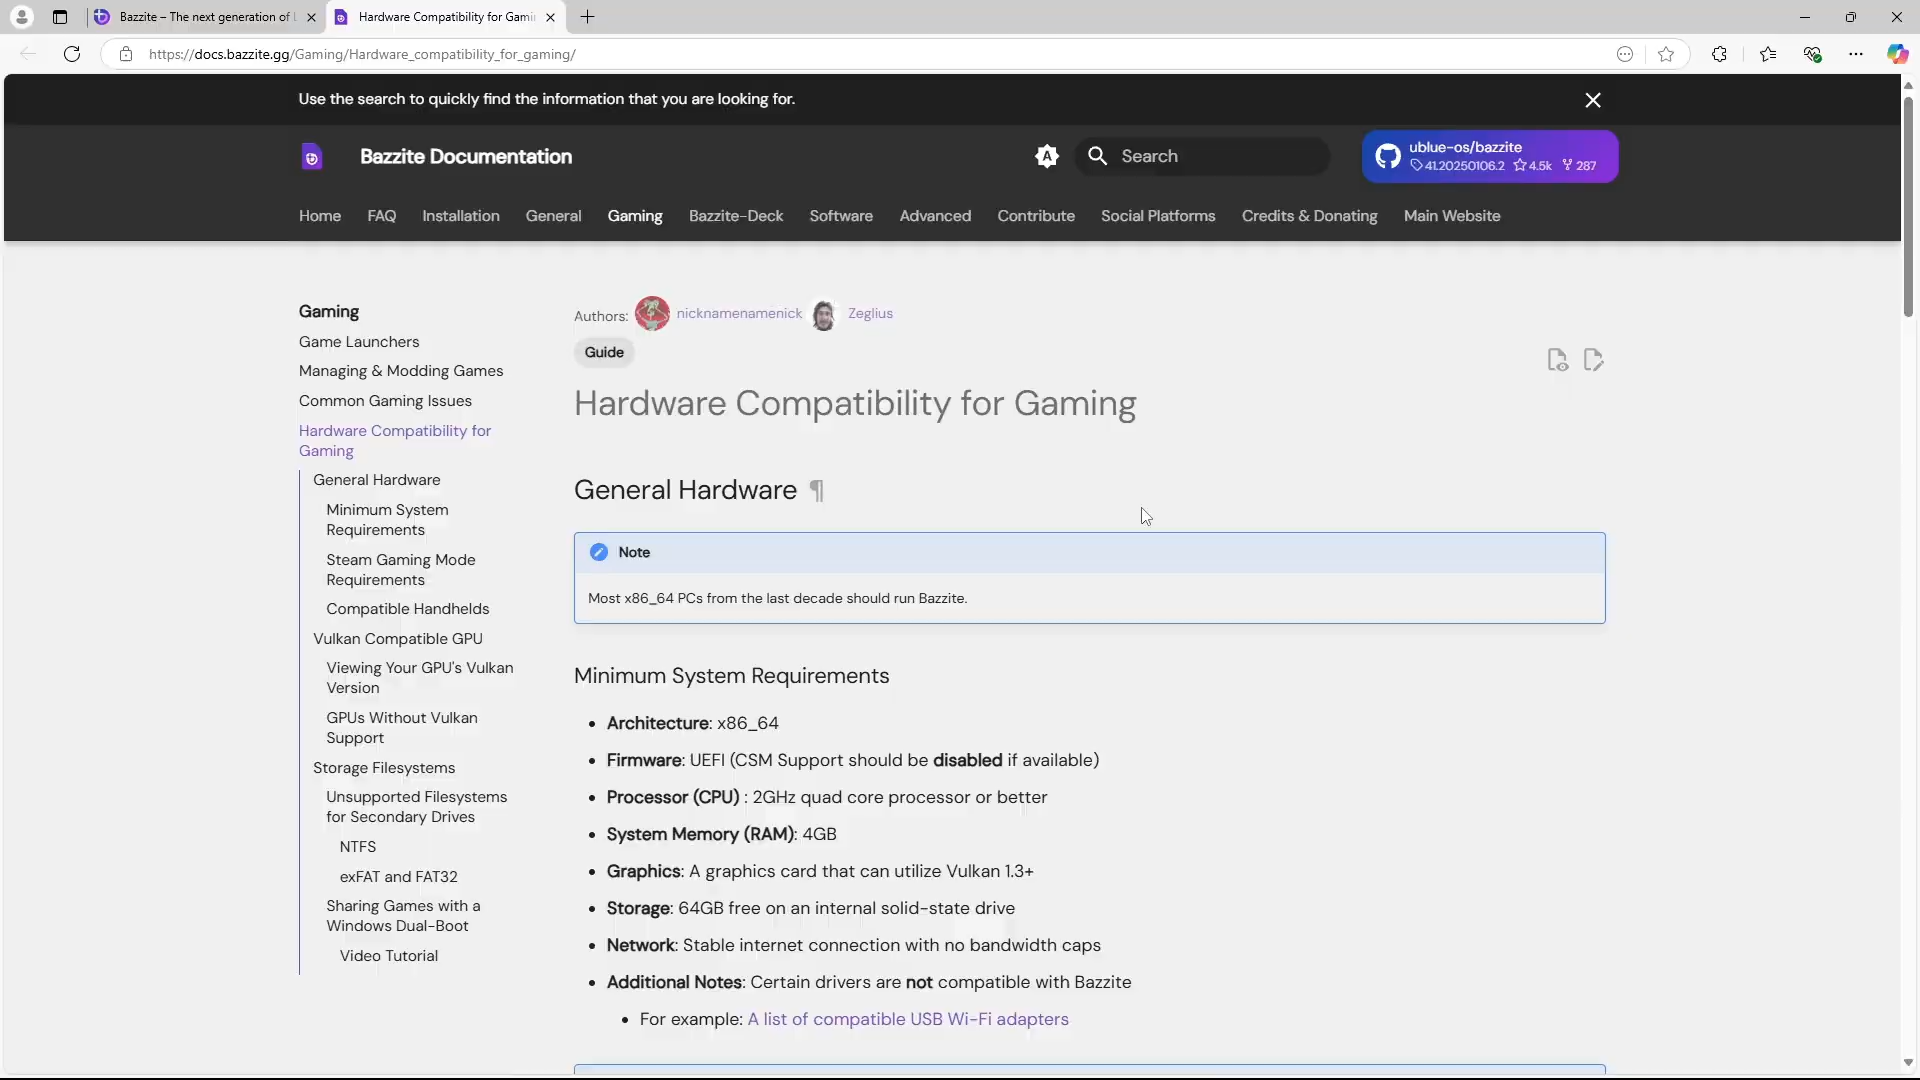 Bazzite – The next generation of
Hardware Compatibility for Gami
https://docs.bazzite.gg/Gaming/Hardware_compatibility_for_gaming/
Use the search to quickly find the information that you are looking for.
Bazzite Documentation
Search
ublue-os/bazzite
41.20250106.2 4.5k 287
Home FAQ Installation General Gaming Bazzite-Deck Software Advanced Contribute Social Platforms Credits & Donating Main Website
Gaming
Game Launchers
Managing & Modding Games
Common Gaming Issues
Hardware Compatibility for
Gaming
General Hardware
Minimum System
Requirements
Steam Gaming Mode
Requirements
Compatible Handhelds
Vulkan Compatible GPU
Viewing Your GPU's Vulkan
Version
GPUs Without Vulkan
Support
Storage Filesystems
Unsupported Filesystems
for Secondary Drives
NTFS
exFAT and FAT32
Sharing Games with a
Windows Dual-Boot
Video Tutorial
Authors: nicknamenamenick Zeglius
Guide
Hardware Compatibility for Gaming
General Hardware ¶
Note
Most x86_64 PCs from the last decade should run Bazzite.
Minimum System Requirements
• Architecture: x86_64
• Firmware: UEFI (CSM Support should be disabled if available)
• Processor (CPU) : 2GHz quad core processor or better
• System Memory (RAM): 4GB
• Graphics: A graphics card that can utilize Vulkan 1.3+
• Storage: 64GB free on an internal solid-state drive
• Network: Stable internet connection with no bandwidth caps
• Additional Notes: Certain drivers are not compatible with Bazzite
• For example: A list of compatible USB Wi-Fi adapters